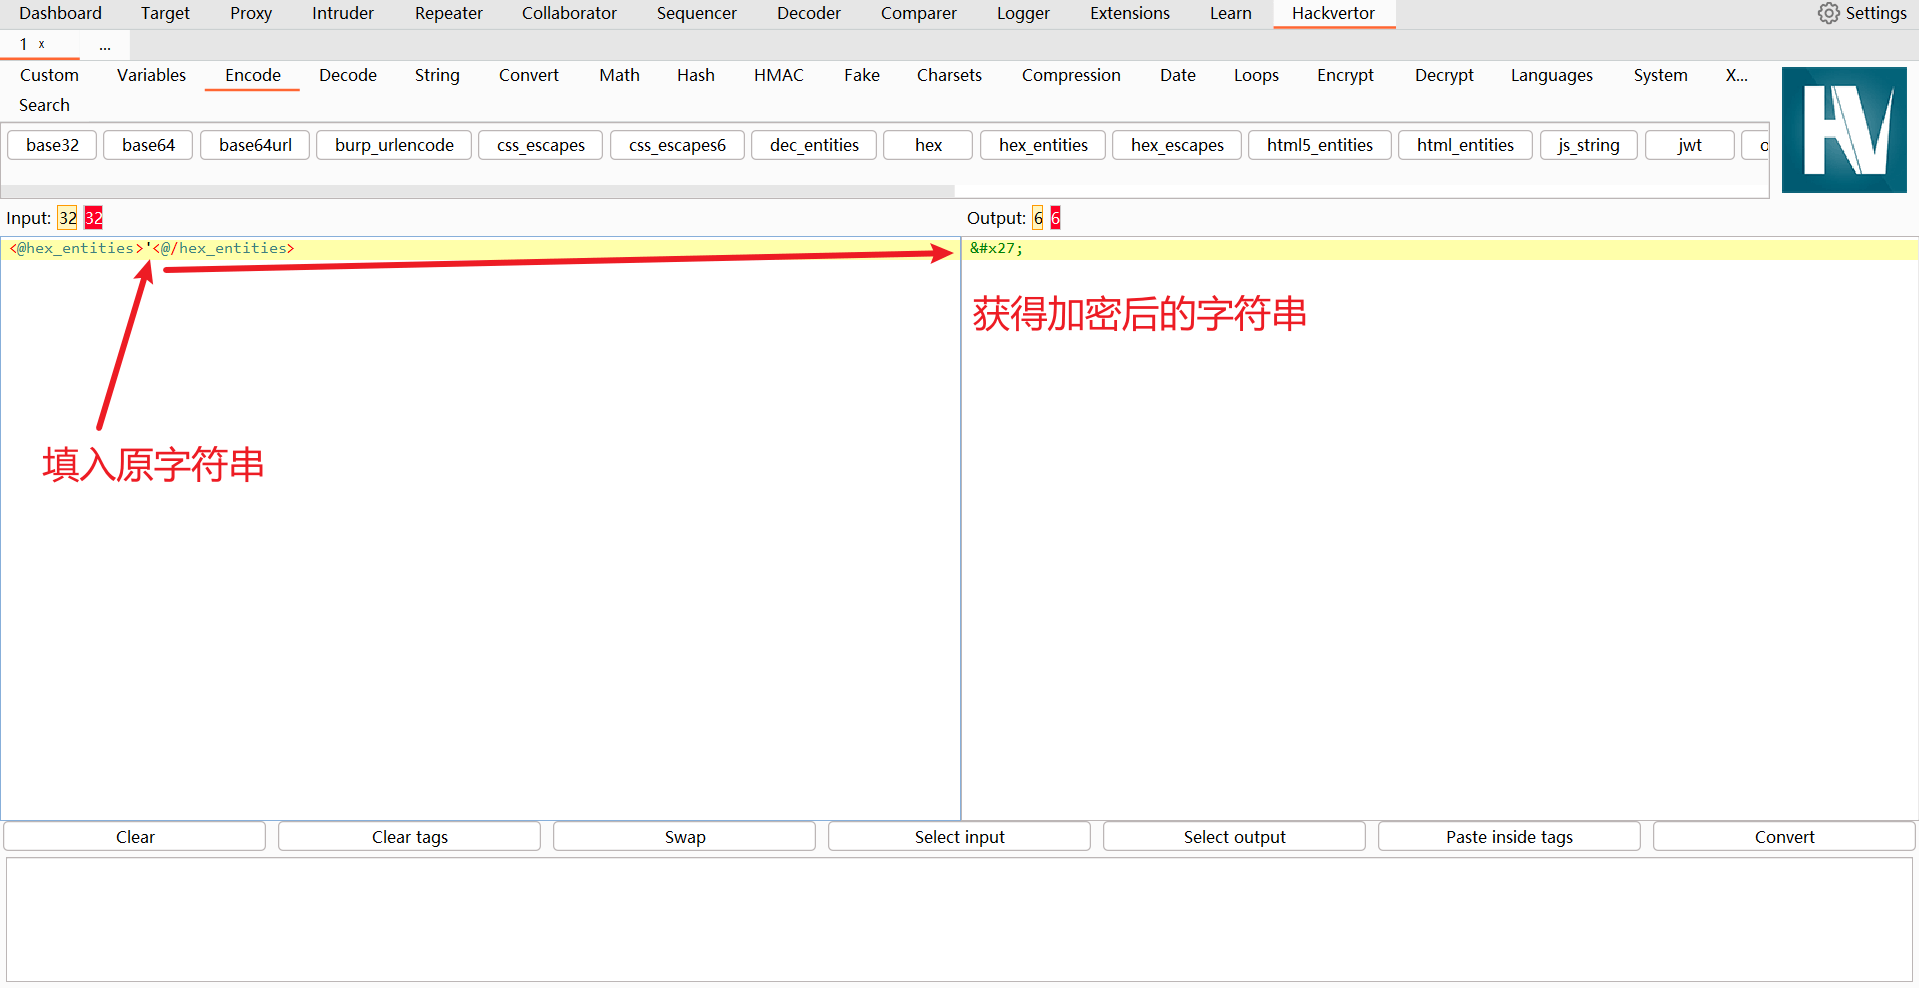 Dashboard Target Proxy Intruder Repeater Collaborator Sequencer Decoder Comparer Logger Extensions Learn Hackvertor Settings
1 x ...
Custom Variables Encode Decode String Convert Math Hash HMAC Fake Charsets Compression Date Loops Encrypt Decrypt Languages System X...
Search
base32 base64 base64url burp_urlencode css_escapes css_escapes6 dec_entities hex hex_entities hex_escapes html5_entities html_entities js_string jwt
HV
Input: 32 32 Output: 6 6
<@hex_entities>'<@/hex_entities> &#x27;
获得加密后的字符串
填入原字符串
Clear Clear tags Swap Select input Select output Paste inside tags Convert